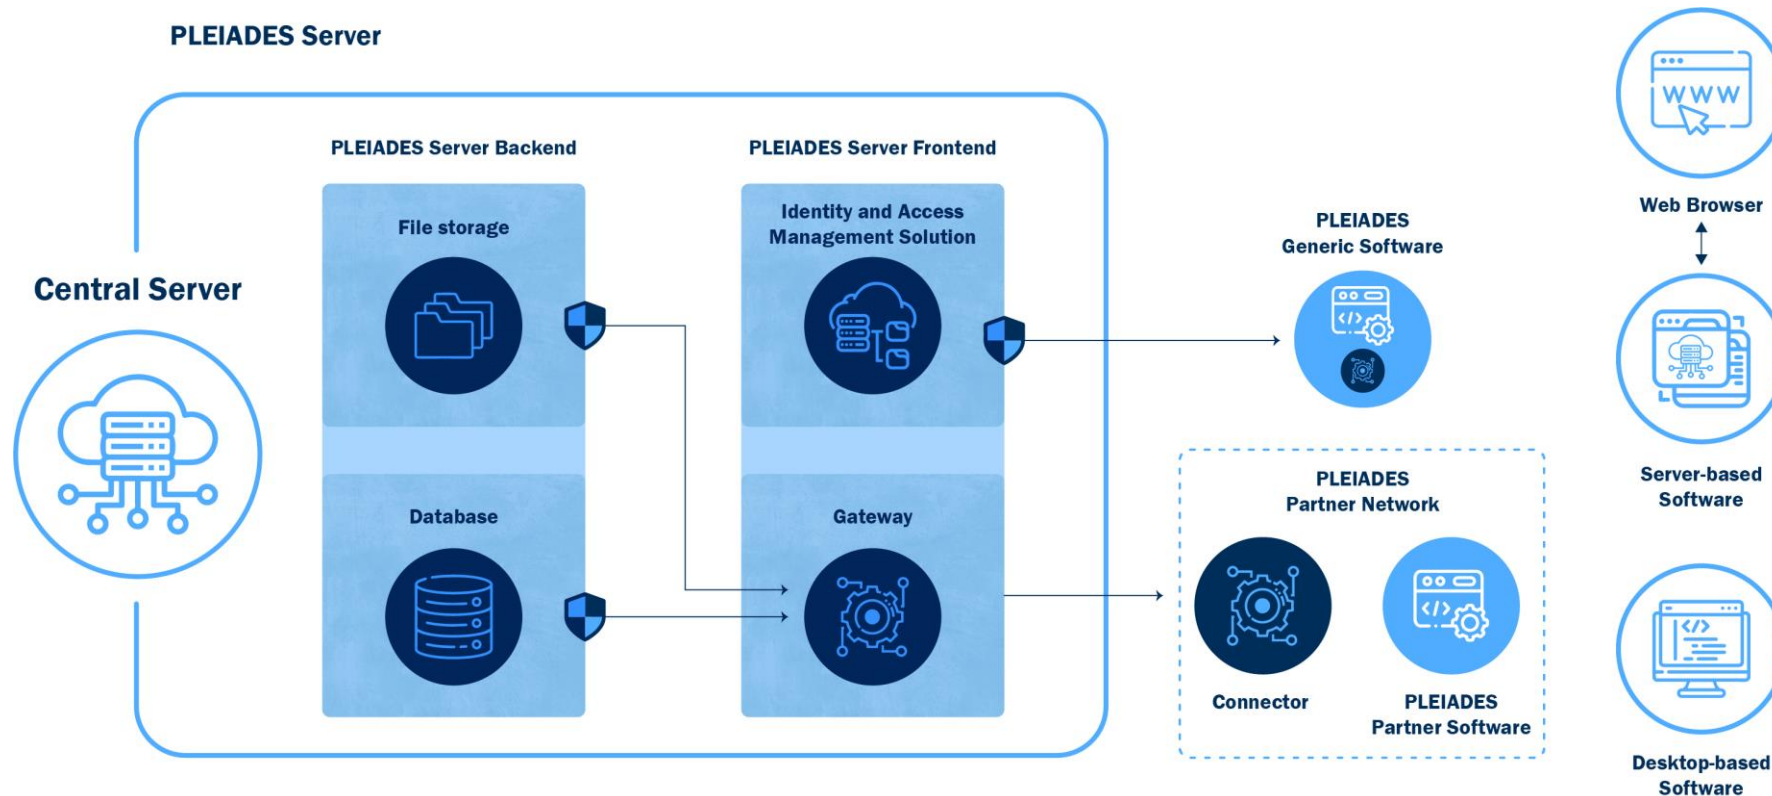 PLEIADES Server
PLEIADES Server Backend
PLEIADES Server Frontend
File storage
Identity and Access
Management Solution
Central Server
Database
Gateway
PLEIADES
Generic Software
PLEIADES
Partner Network
Connector
PLEIADES
Partner Software
WWW
Web Browser
Server-based
Software
</>
Desktop-based
Software